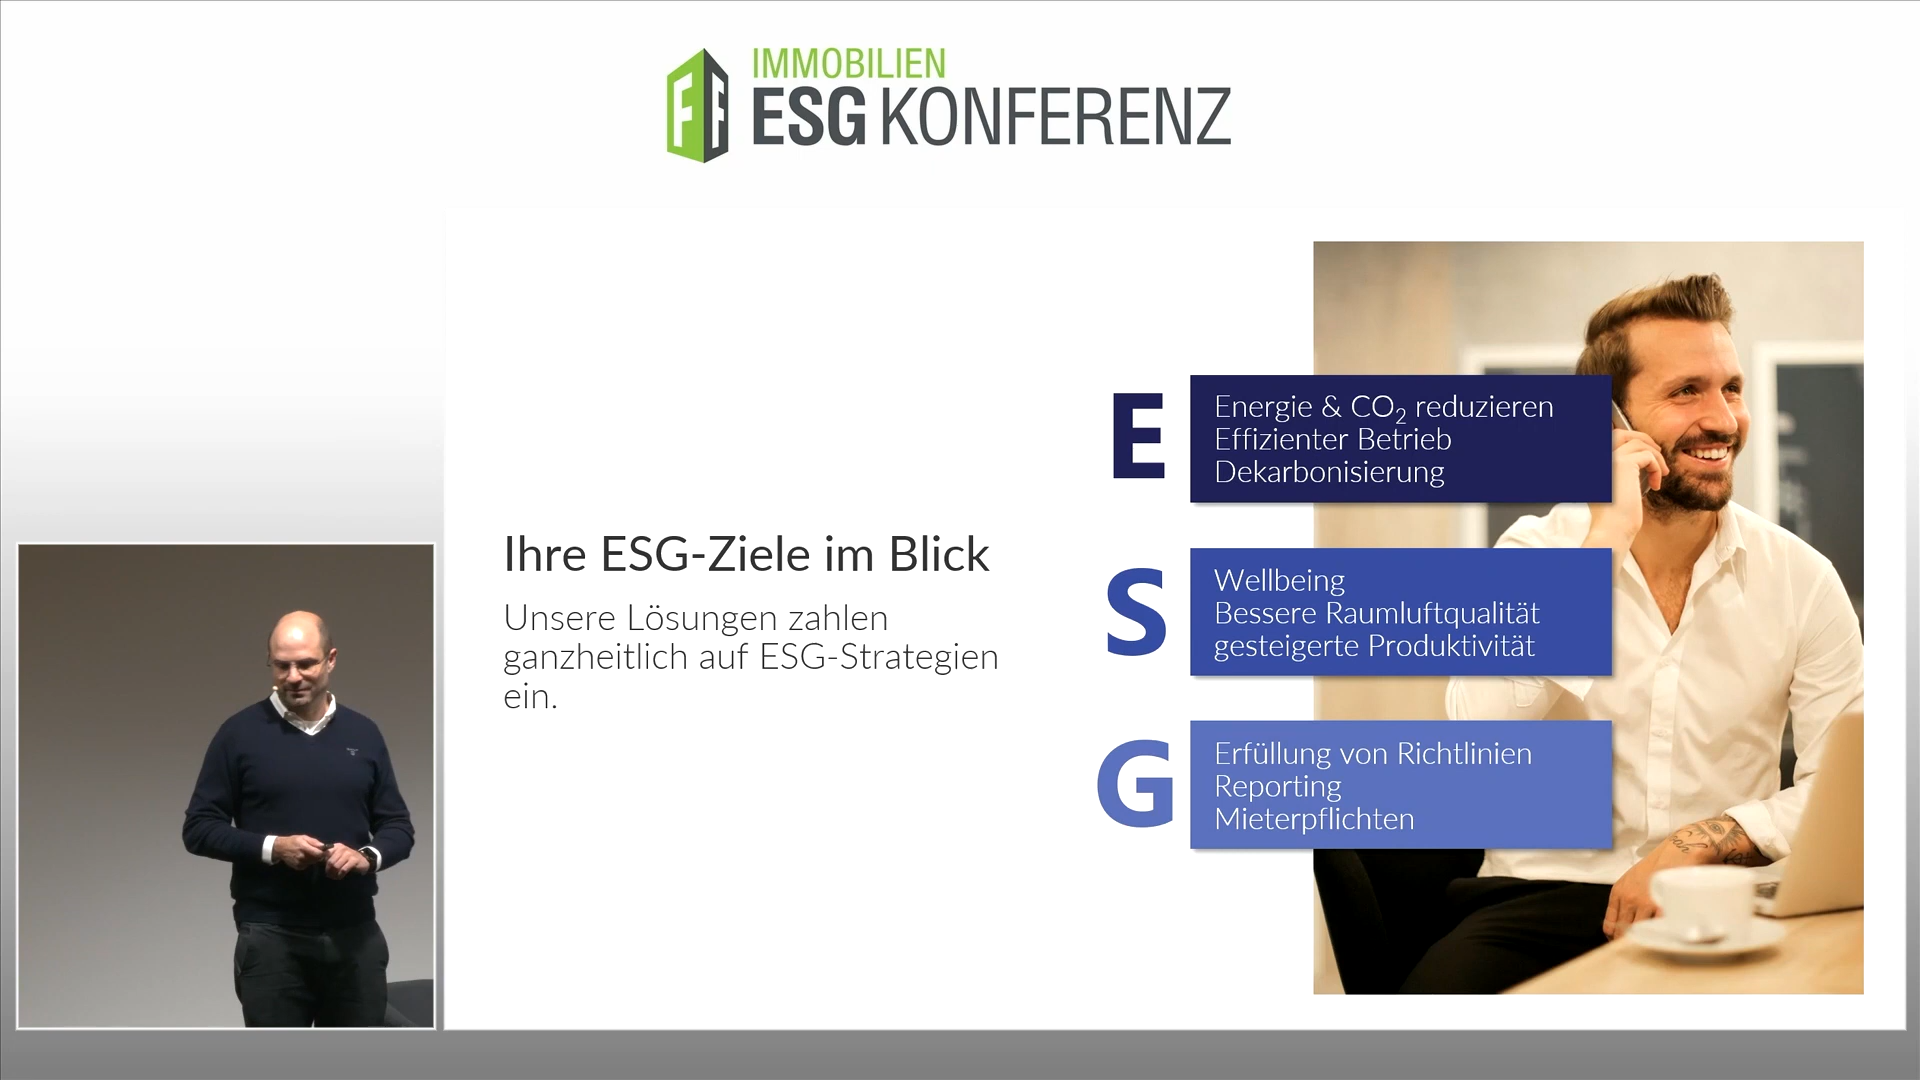 IMMOBILIEN
ESG KONFERENZ
Ihre ESG-Ziele im Blick
Unsere Lösungen zahlen
ganzheitlich auf ESG-Strategien
ein.
E
Energie & CO₂ reduzieren
Effizienter Betrieb
Dekarbonisierung
S
Wellbeing
Bessere Raumluftqualität
gesteigerte Produktivität
G
Erfüllung von Richtlinien
Reporting
Mieterpflichten